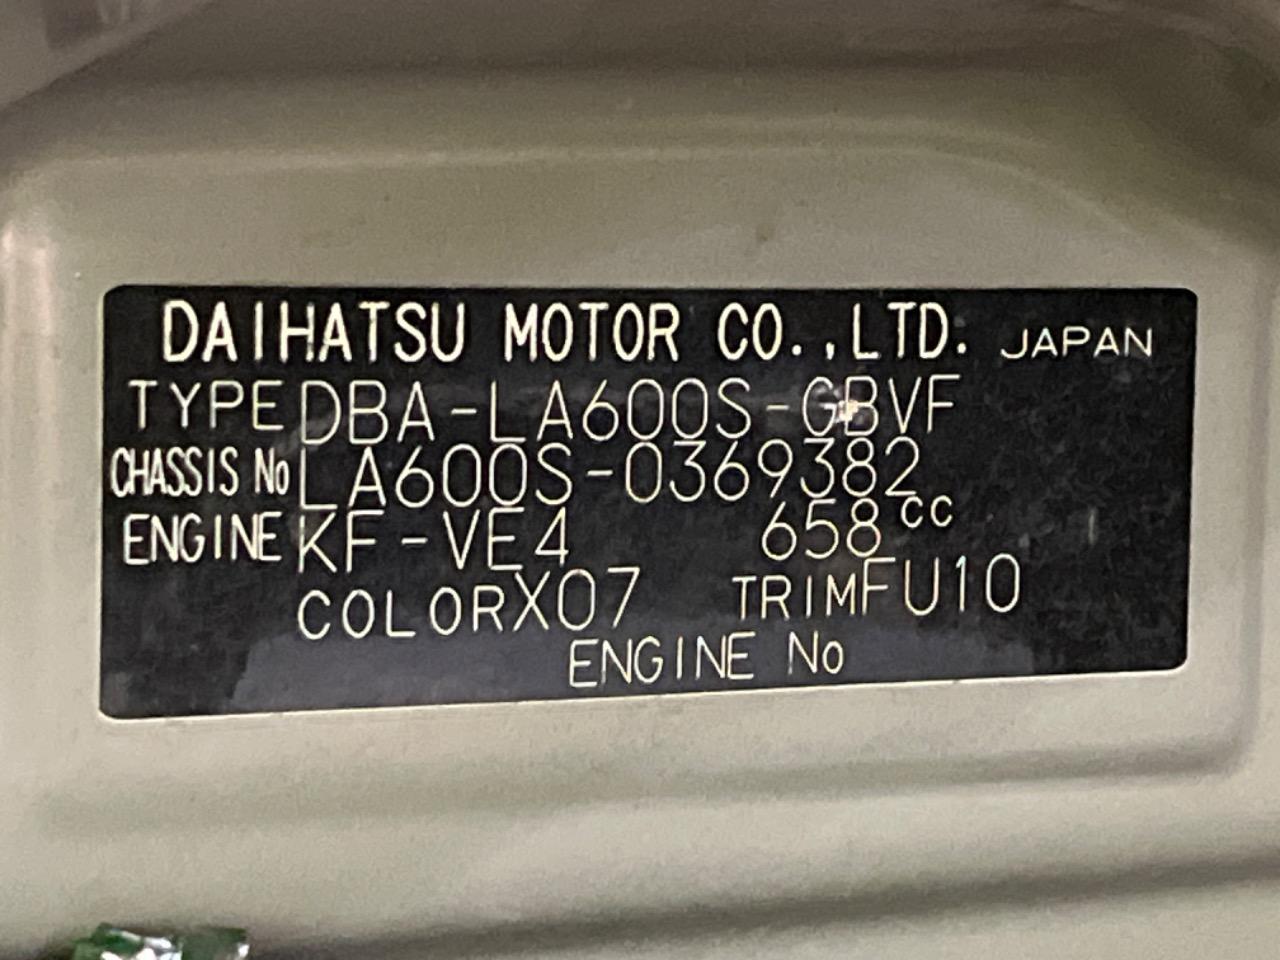 DAIHATSU MOTOR CO.,LTD. JAPAN
TYPE DBA-LA600S-GBVF
CHASSIS No LA600S-0369382
ENGINE KF-VE4 658cc
COLOR X07 TRIM FU10
ENGINE No